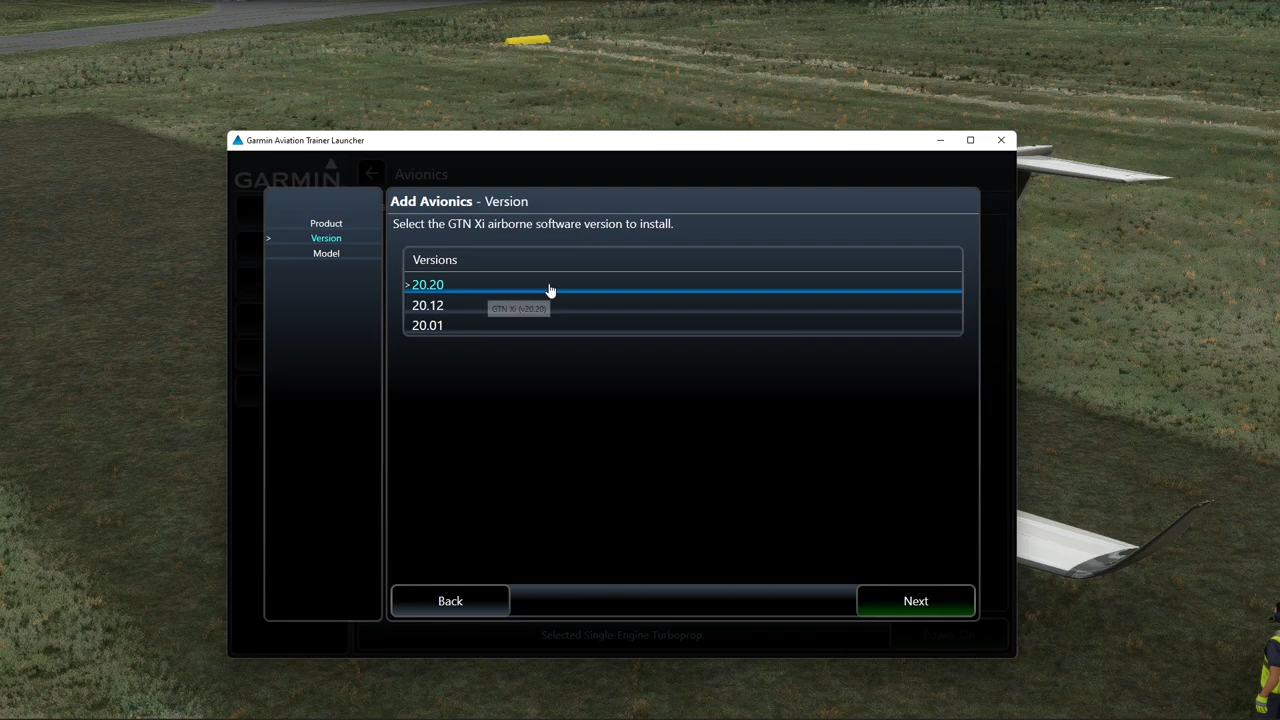 Garmin Aviation Trainer Launcher
GARMIN
Avionics
Product
> Version
Model
Add Avionics - Version
Select the GTN Xi airborne software version to install.
Versions
>20.20
20.12
GTN Xi (v20.20)
20.01
Back
Next
Selected Single-Engine Turboprop.
Power On